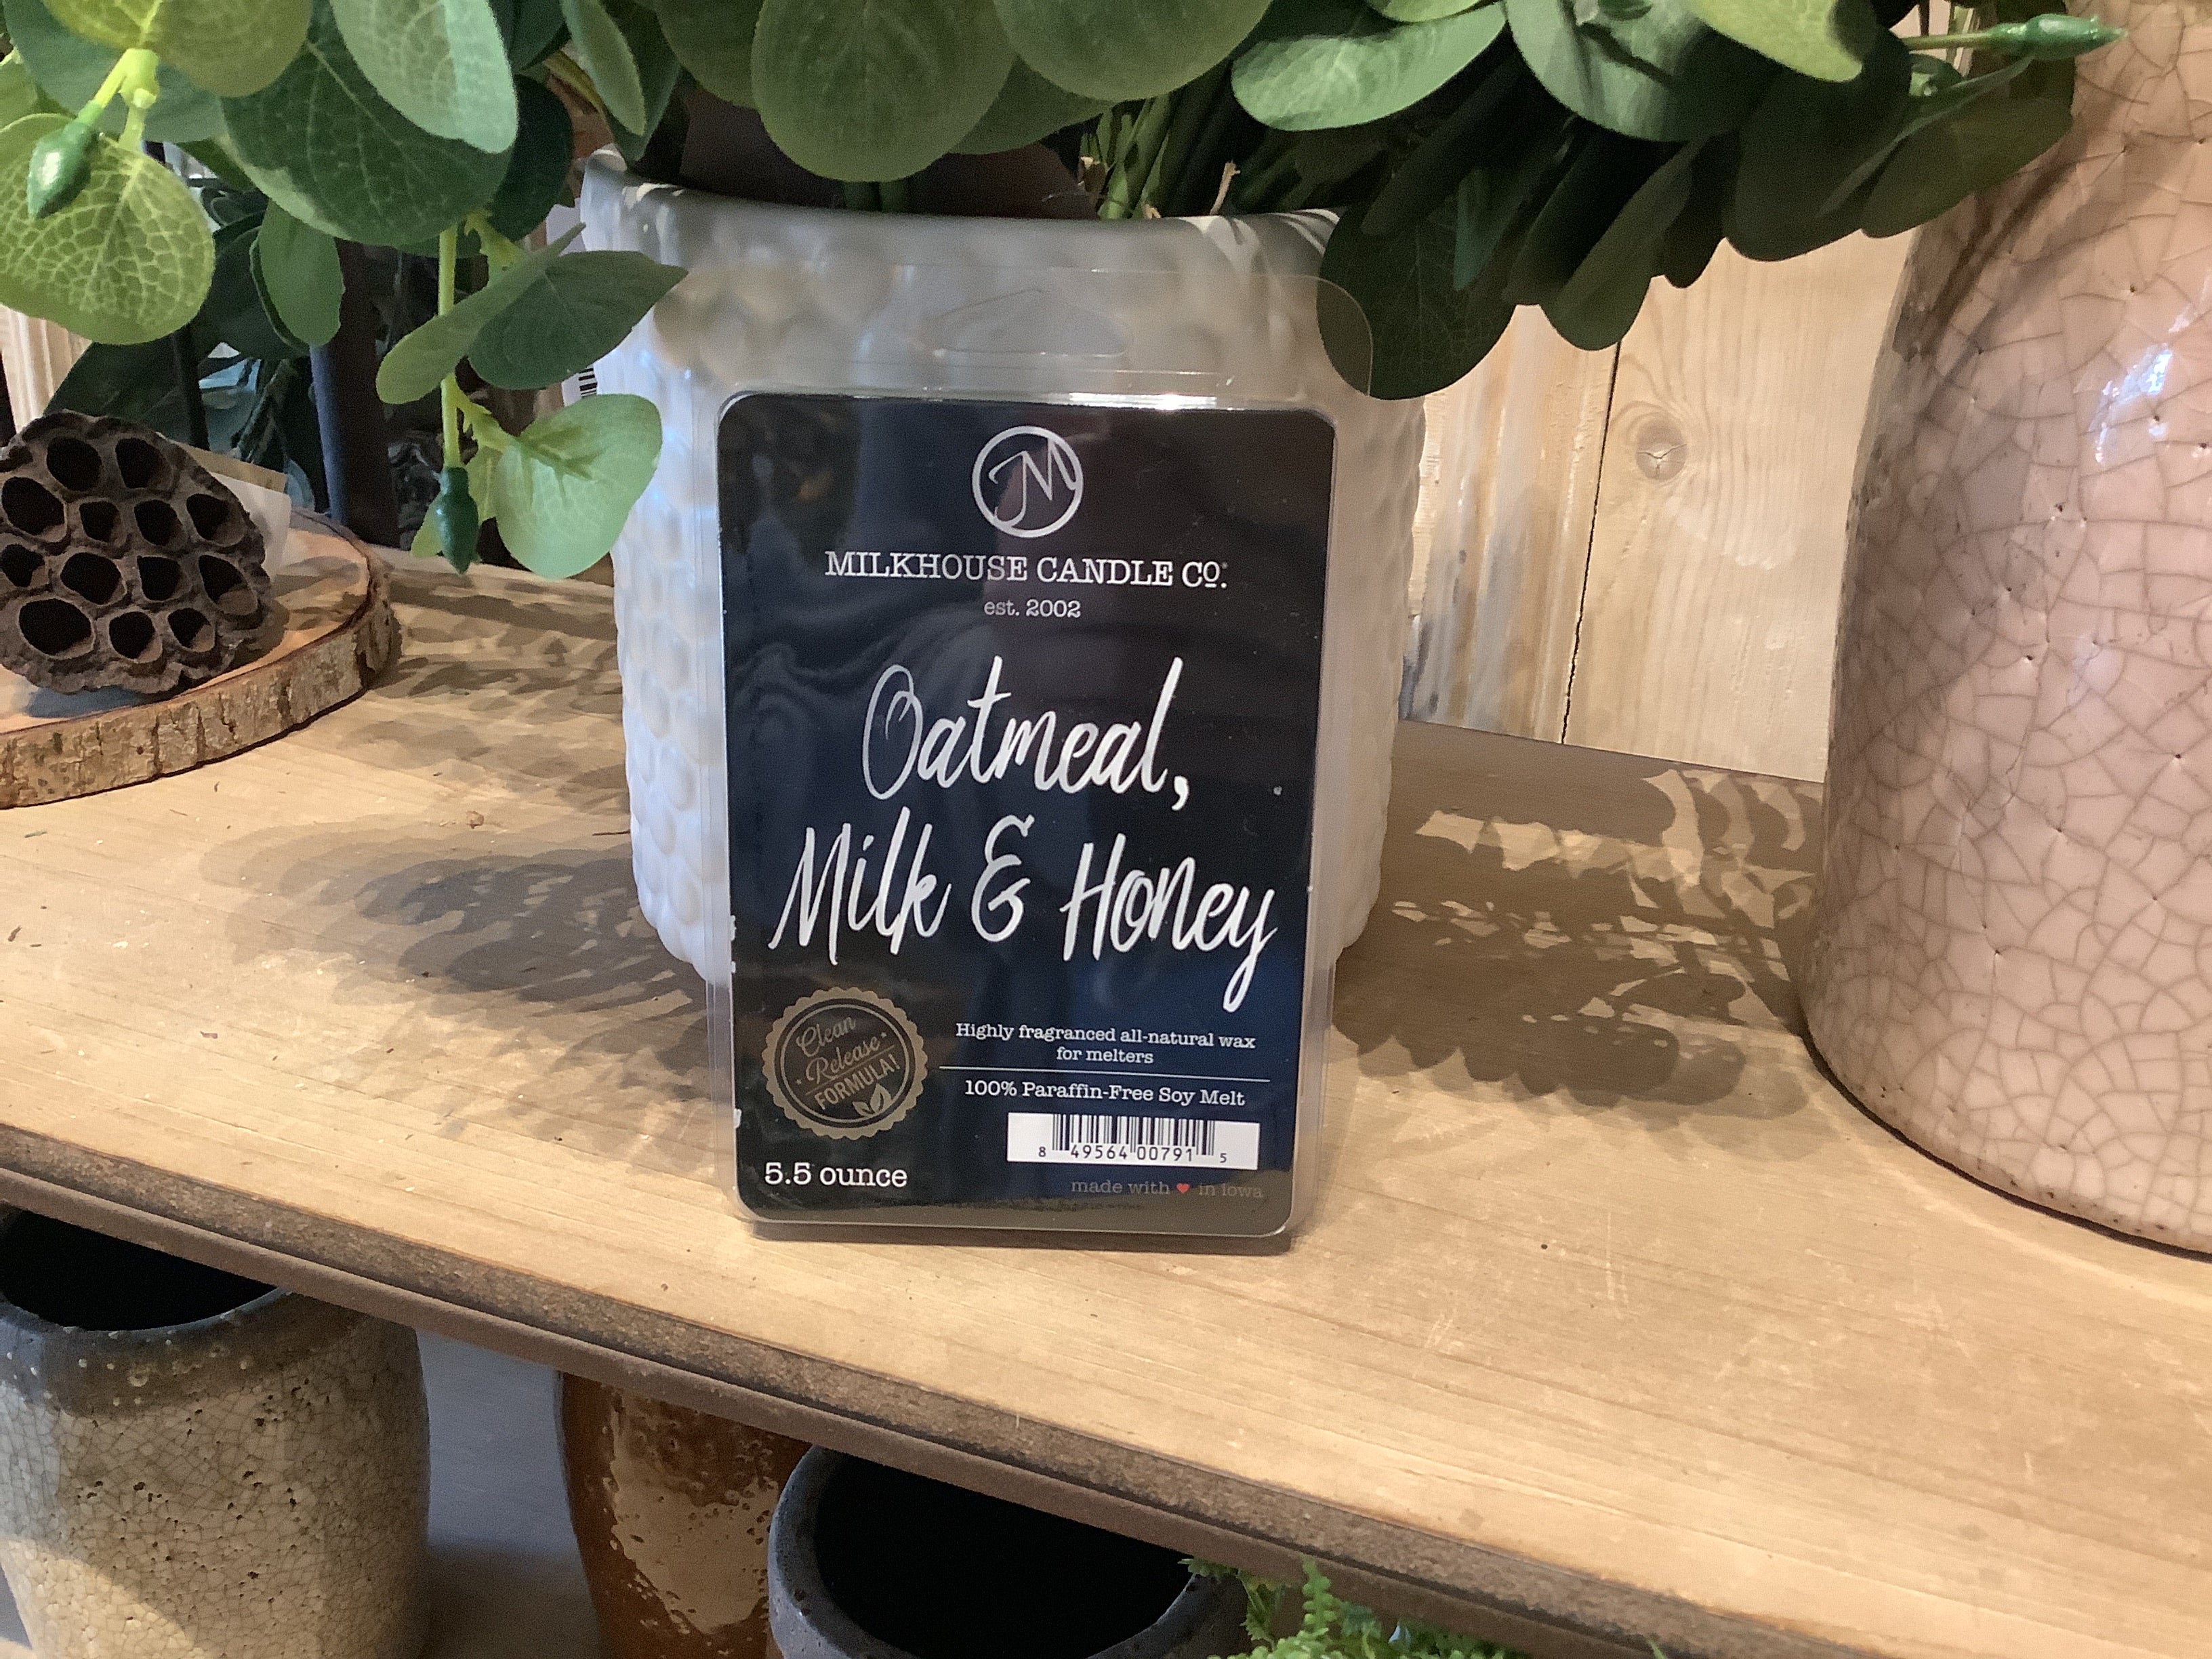 M
MILKHOUSE CANDLE CO.
est. 2002
Oatmeal,
Milk & Honey
Clean
Release
FORMULA!
Highly fragranced all-natural wax
for melters
100% Paraffin-Free Soy Melt
8 49564 00791 5
5.5 ounce
made with ♥ in Iowa